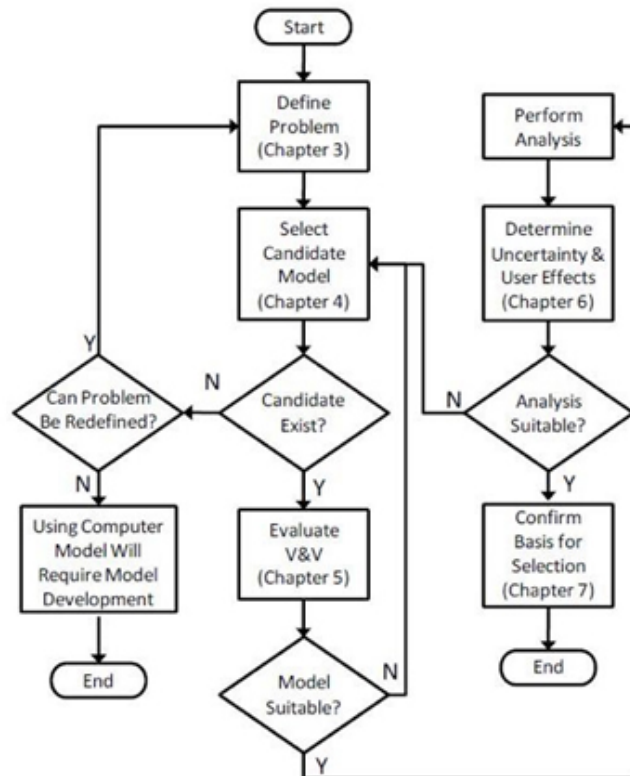 Start
Define
Problem
(Chapter 3)
Select
Candidate
Model
(Chapter 4)
Y
Can Problem
Be Redefined?
N
Candidate
Exist?
N
Using Computer
Model Will
Require Model
Development
End
Y
Evaluate
V&V
(Chapter 5)
Model
Suitable?
N
Y
Perform
Analysis
Determine
Uncertainty &
User Effects
(Chapter 6)
Analysis
Suitable?
N
Y
Confirm
Basis for
Selection
(Chapter 7)
End